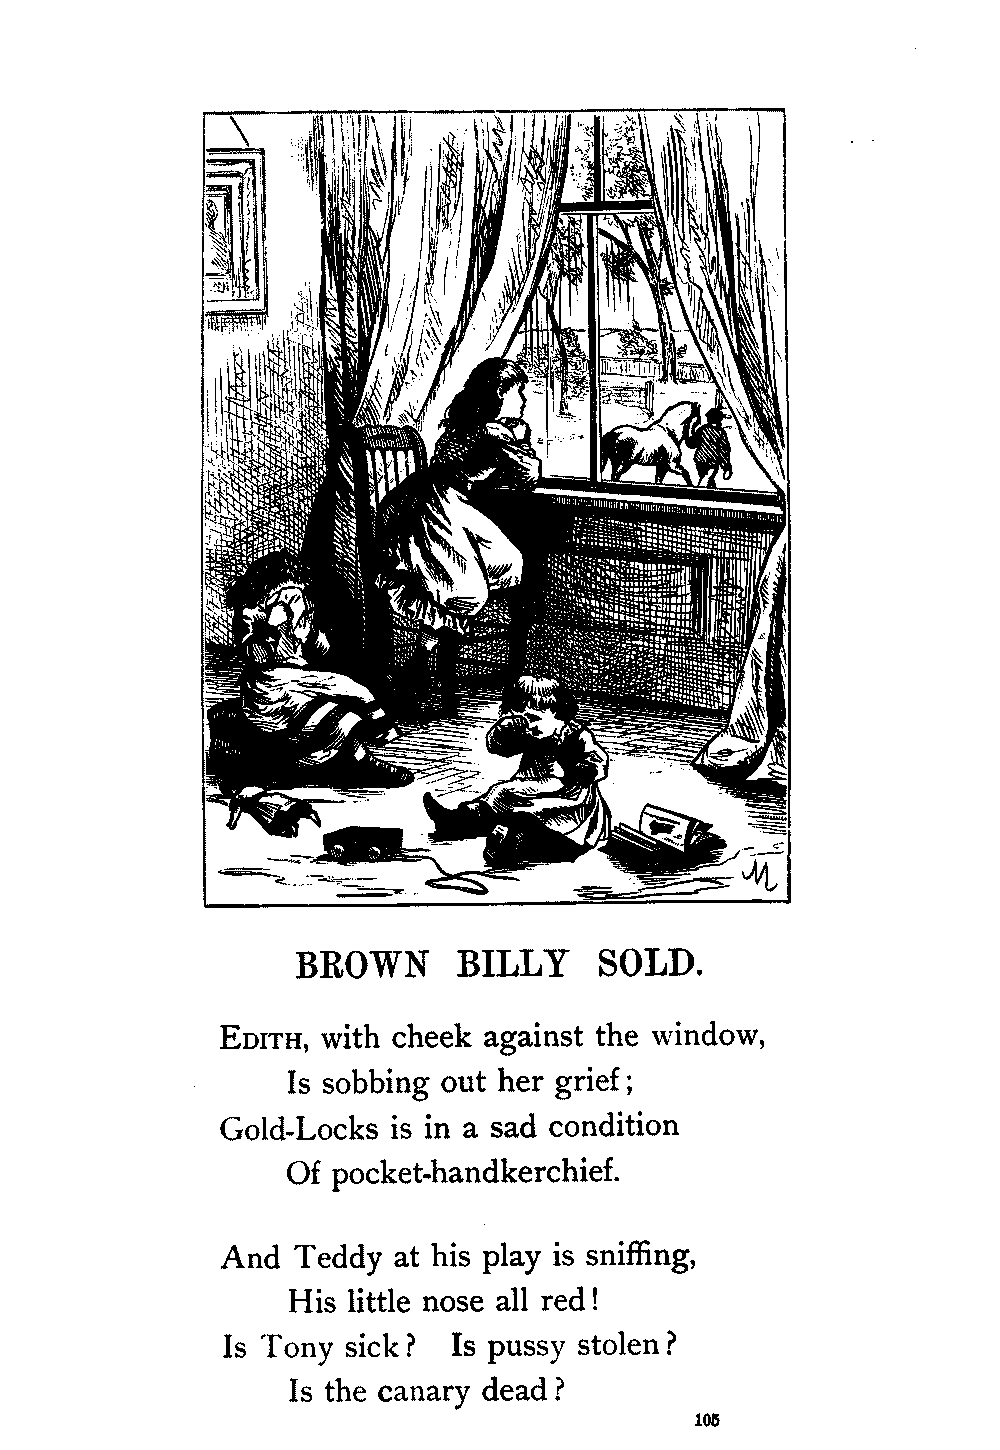 M
BROWN BILLY SOLD.
EDITH, with cheek against the window,
Is sobbing out her grief;
Gold-Locks is in a sad condition
Of pocket-handkerchief.
And Teddy at his play is sniffing,
His little nose all red!
Is Tony sick? Is pussy stolen?
Is the canary dead?
105